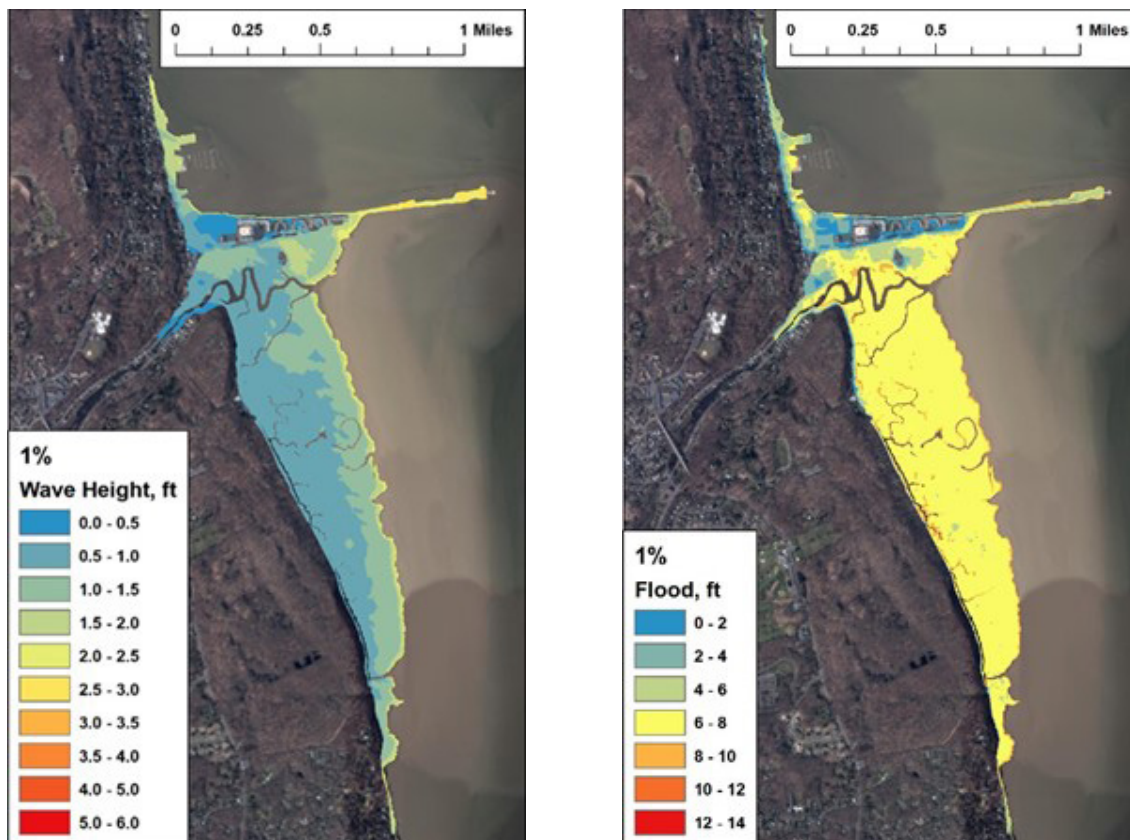 0 0.25 0.5 1 Miles
1%
Wave Height, ft
0.0 - 0.5
0.5 - 1.0
1.0 - 1.5
1.5 - 2.0
2.0 - 2.5
2.5 - 3.0
3.0 - 3.5
3.5 - 4.0
4.0 - 5.0
5.0 - 6.0
0 0.25 0.5 1 Miles
1%
Flood, ft
0 - 2
2 - 4
4 - 6
6 - 8
8 - 10
10 - 12
12 - 14